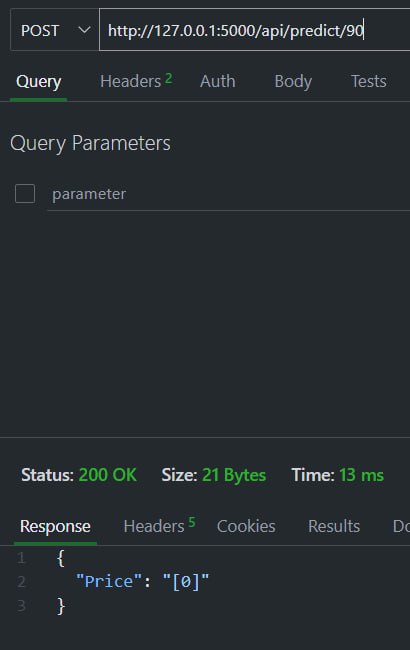 POST http://127.0.0.1:5000/api/predict/90
Query Headers 2 Auth Body Tests
Query Parameters
parameter
Status: 200 OK Size: 21 Bytes Time: 13 ms
Response Headers 5 Cookies Results
1 {
2 "Price": "[0]"
3 }